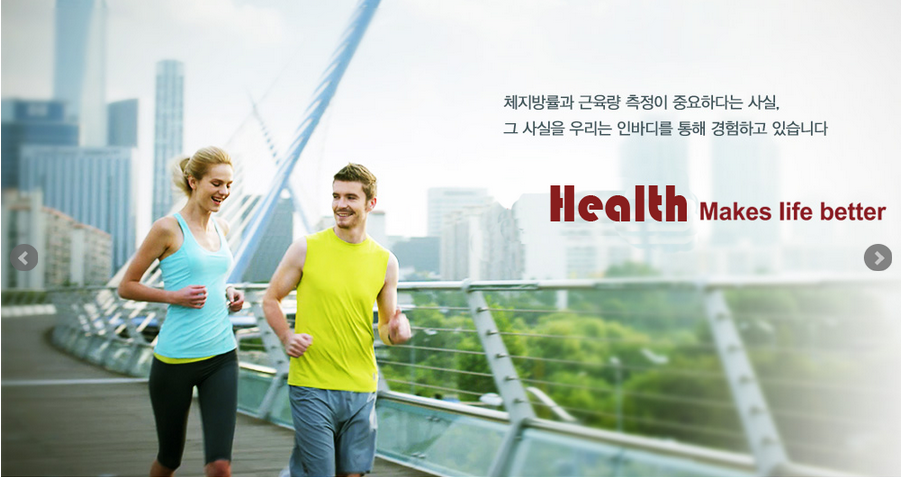 체지방률과 근육량 측정이 중요하다는 사실,
그 사실을 우리는 인바디를 통해 경험하고 있습니다
Health Makes life better